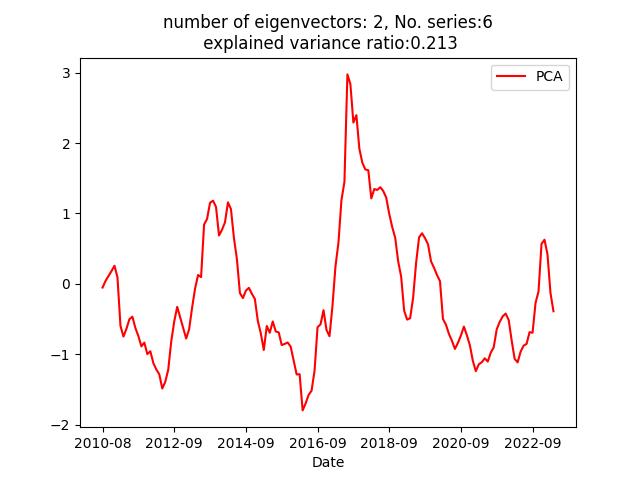 number of eigenvectors: 2, No. series:6
explained variance ratio:0.213
PCA
3
2
1
0
−1
−2
2010-08 2012-09 2014-09 2016-09 2018-09 2020-09 2022-09
Date